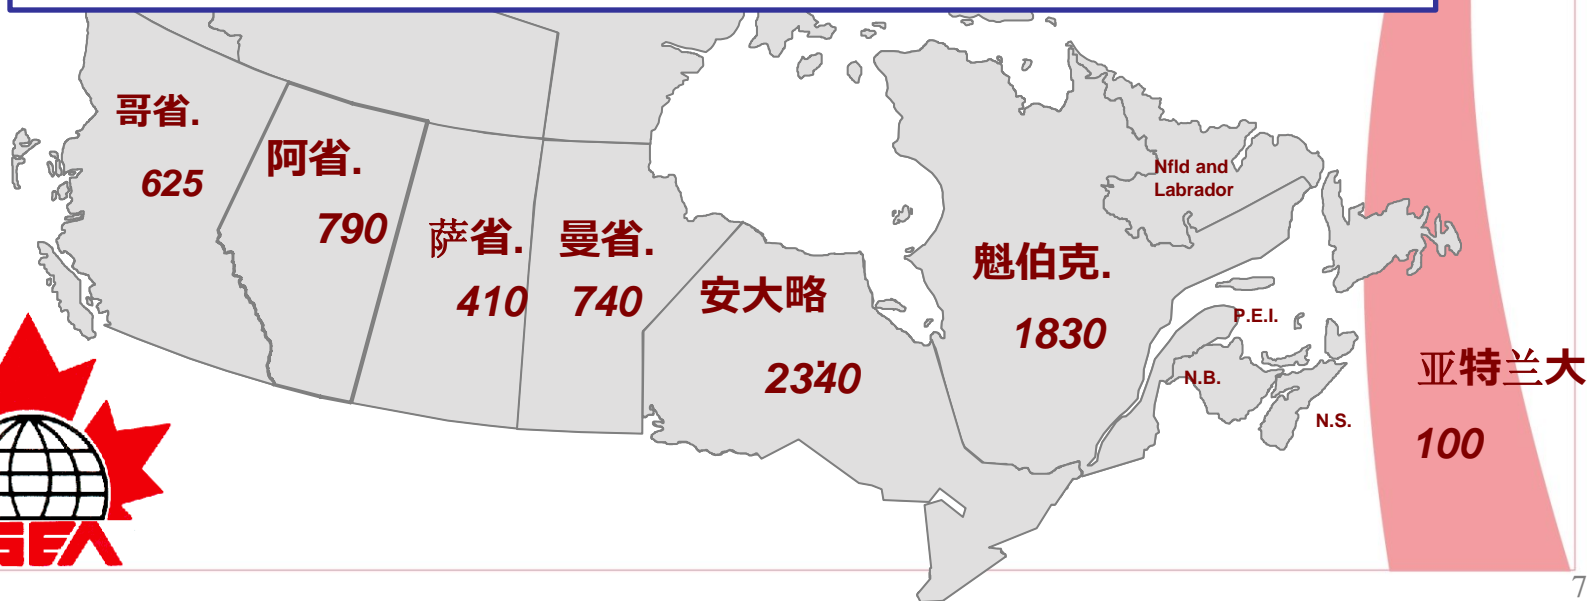 哥省.
625
阿省.
790
萨省.
410
曼省.
740
安大略
2340
魁伯克.
1830
Nfld and
Labrador
P.E.I.
N.B.
N.S.
亚特兰大
100
7